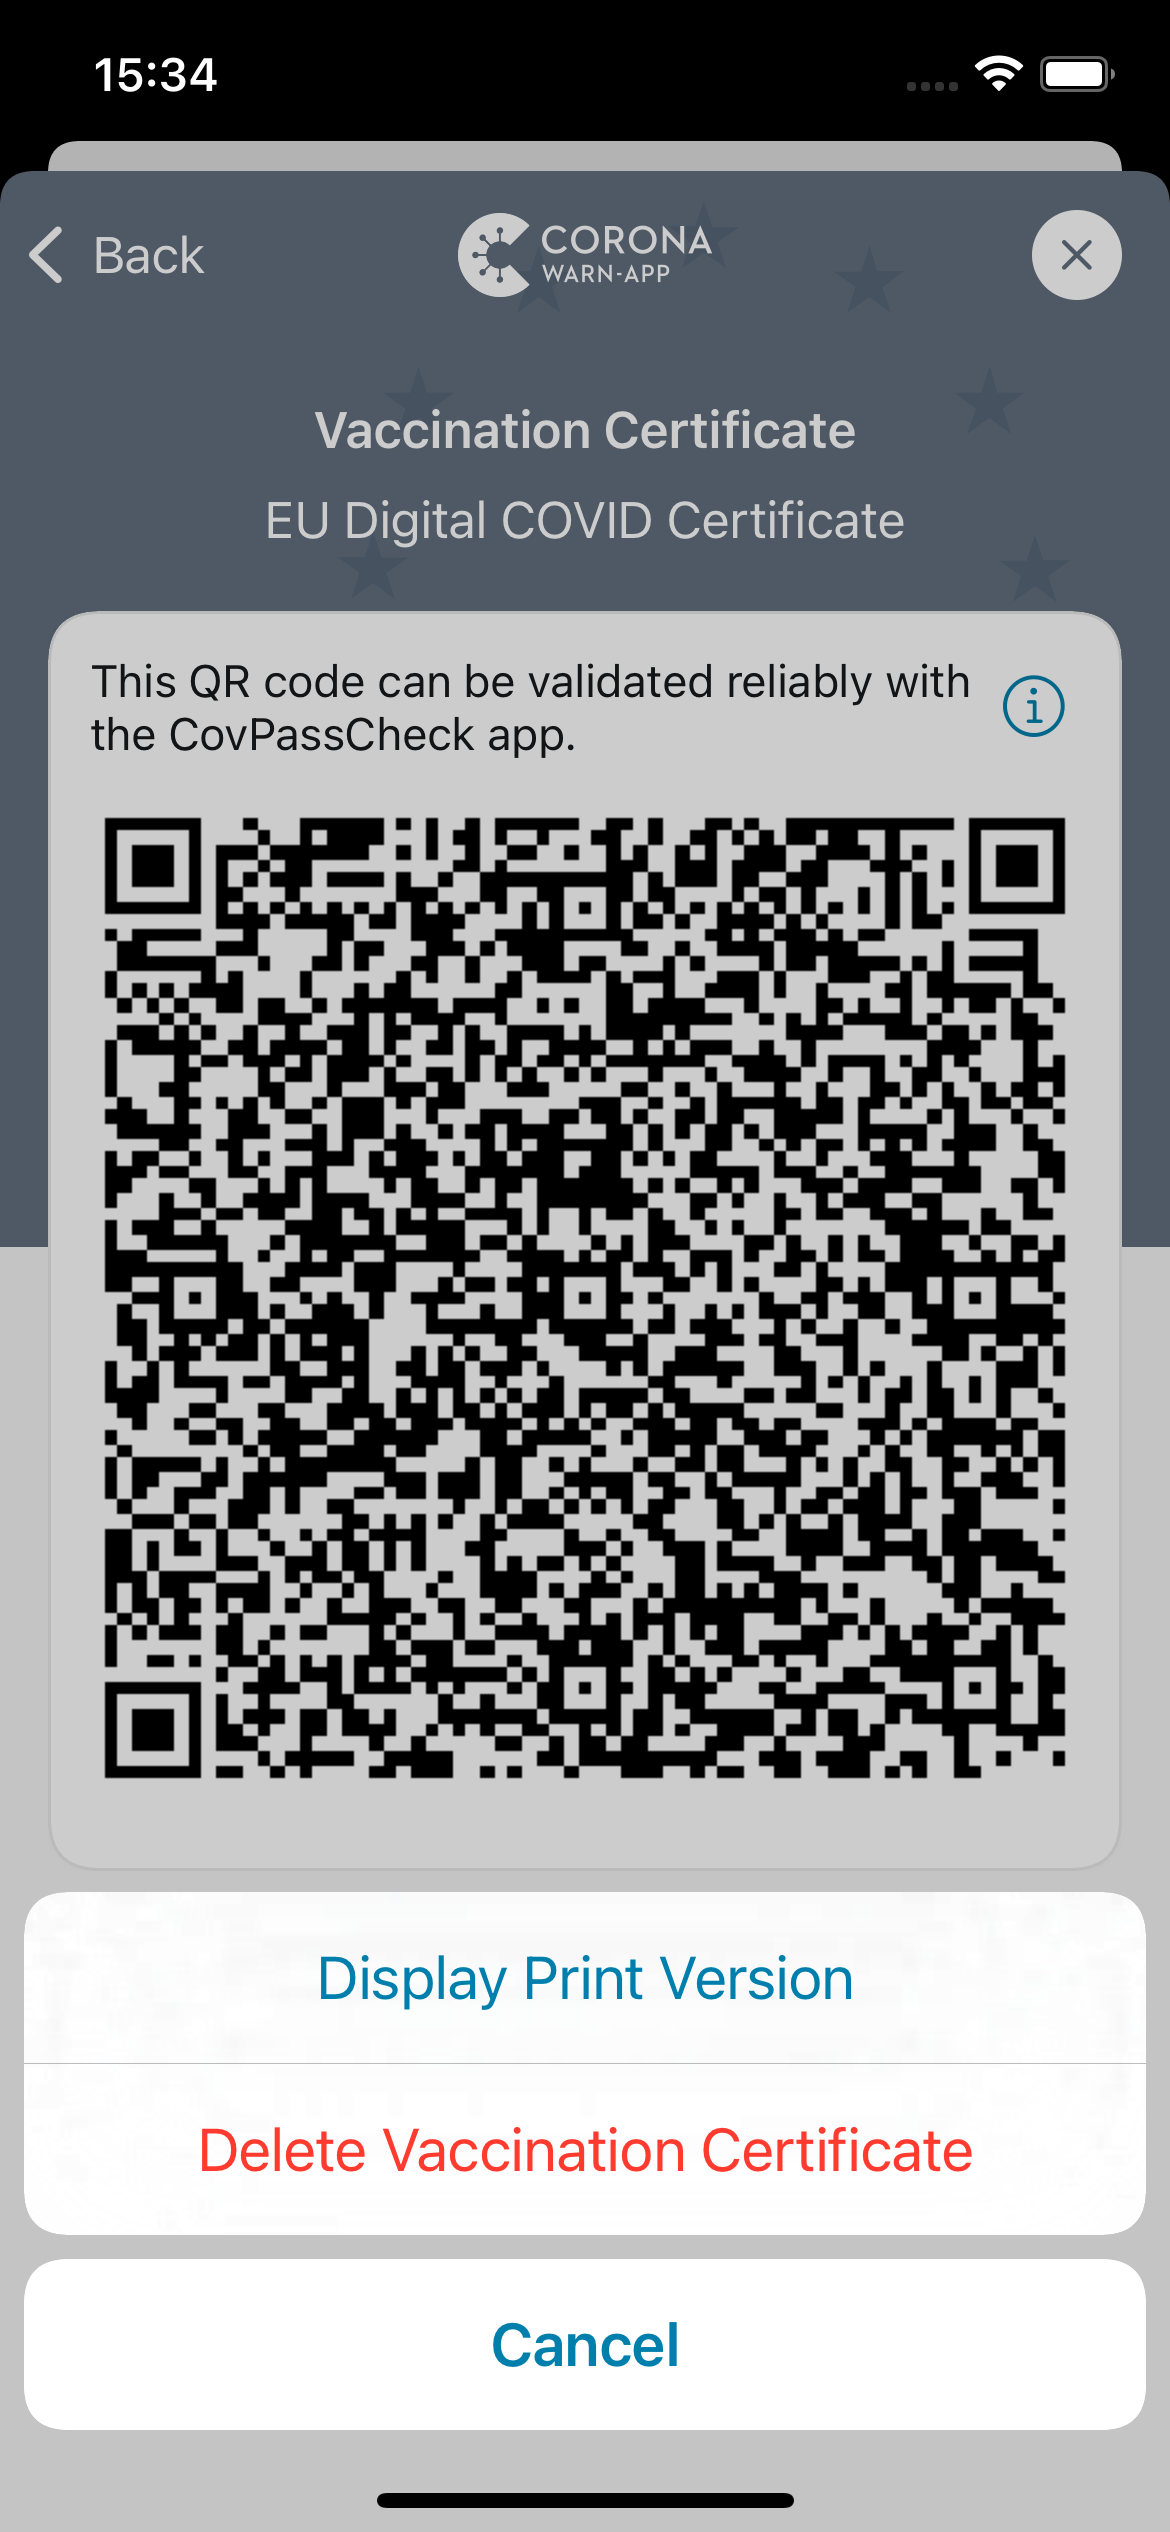 15:34
Back
CORONA
WARN-APP
Vaccination Certificate
EU Digital COVID Certificate
This QR code can be validated reliably with
the CovPassCheck app.
Display Print Version
Delete Vaccination Certificate
Cancel